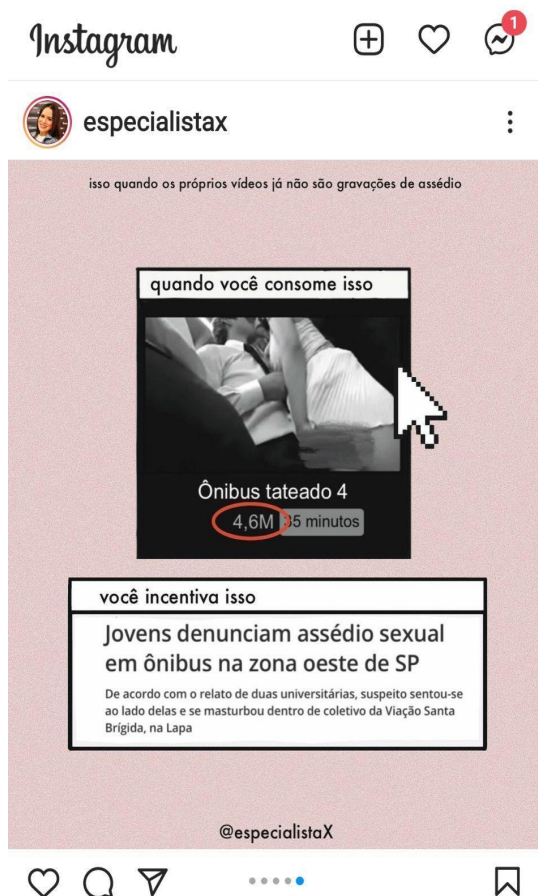 Instagram
1
especialistax
isso quando os próprios vídeos já não são gravações de assédio
quando você consome isso
Ônibus tateado 4
4,6M 35 minutos
você incentiva isso
Jovens denunciam assédio sexual
em ônibus na zona oeste de SP
De acordo com o relato de duas universitárias, suspeito sentou-se
ao lado delas e se masturbou dentro de coletivo da Viação Santa
Brígida, na Lapa
@especialistaX